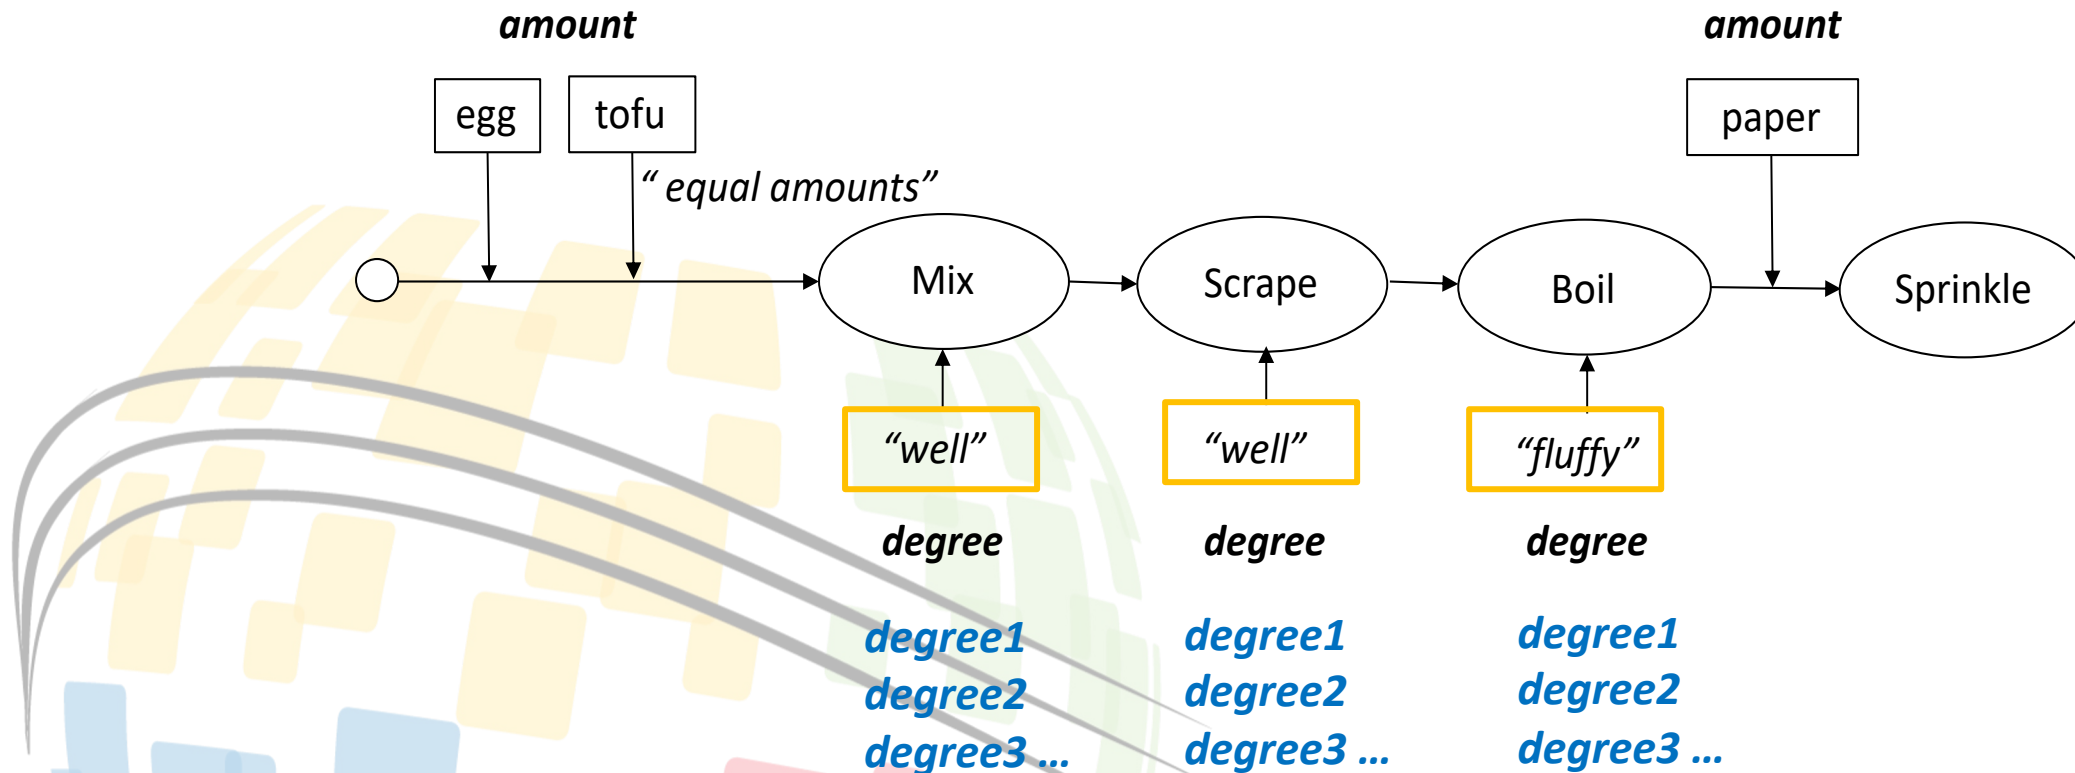 amount
amount
egg
tofu
paper
“ equal amounts”
Mix
Scrape
Boil
Sprinkle
“well”
“well”
“fluffy”
degree
degree
degree
degree1
degree1
degree1
degree2
degree2
degree2
degree3 ...
degree3 ...
degree3 ...